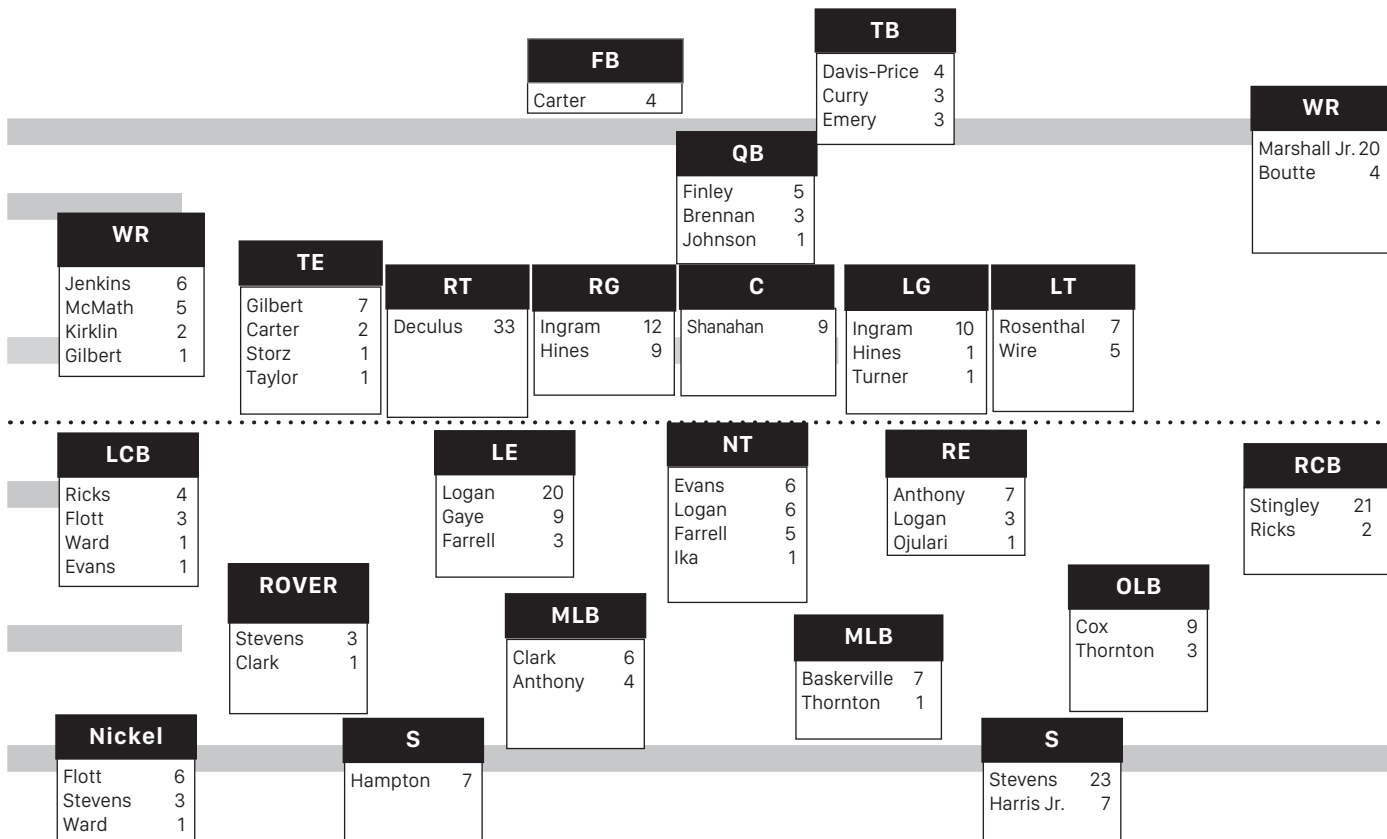 FB
Carter 4
TB
Davis-Price 4
Curry 3
Emery 3
WR
Marshall Jr. 20
Boutte 4
QB
Finley 5
Brennan 3
Johnson 1
WR
Jenkins 6
McMath 5
Kirklin 2
Gilbert 1
TE
Gilbert 7
Carter 2
Storz 1
Taylor 1
RT
Deculus 33
RG
Ingram 12
Hines 9
C
Shanahan 9
LG
Ingram 10
Hines 1
Turner 1
LT
Rosenthal 7
Wire 5
LCB
Ricks 4
Flott 3
Ward 1
Evans 1
LE
Logan 20
Gaye 9
Farrell 3
NT
Evans 6
Logan 6
Farrell 5
Ika 1
RE
Anthony 7
Logan 3
Ojulari 1
RCB
Stingley 21
Ricks 2
ROVER
Stevens 3
Clark 1
MLB
Clark 6
Anthony 4
MLB
Baskerville 7
Thornton 1
OLB
Cox 9
Thornton 3
Nickel
Flott 6
Stevens 3
Ward 1
S
Hampton 7
S
Stevens 23
Harris Jr. 7